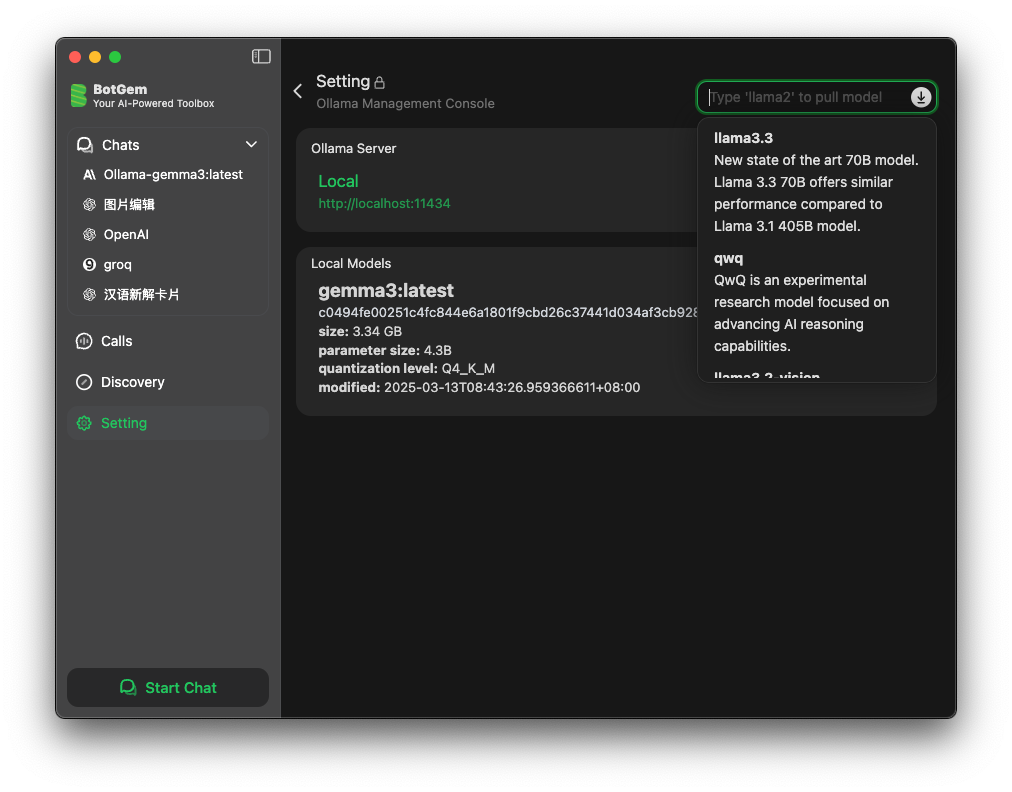 BotGem
Your AI-Powered Toolbox
Chats
Ollama-gemma3:latest
图片编辑
OpenAI
groq
汉语新解卡片
Calls
Discovery
Setting
Start Chat
Setting
Ollama Management Console
Type 'llama2' to pull model
llama3.3
New state of the art 70B model.
Llama 3.3 70B offers similar
performance compared to
Llama 3.1 405B model.
qwq
QwQ is an experimental
research model focused on
advancing AI reasoning
capabilities.
llama3.2-vision
Ollama Server
Local
http://localhost:11434
Local Models
gemma3:latest
c0494fe00251c4fc844e6a1801f9cbd26c37441d034af3cb928
size: 3.34 GB
parameter size: 4.3B
quantization level: Q4_K_M
modified: 2025-03-13T08:43:26.959366611+08:00